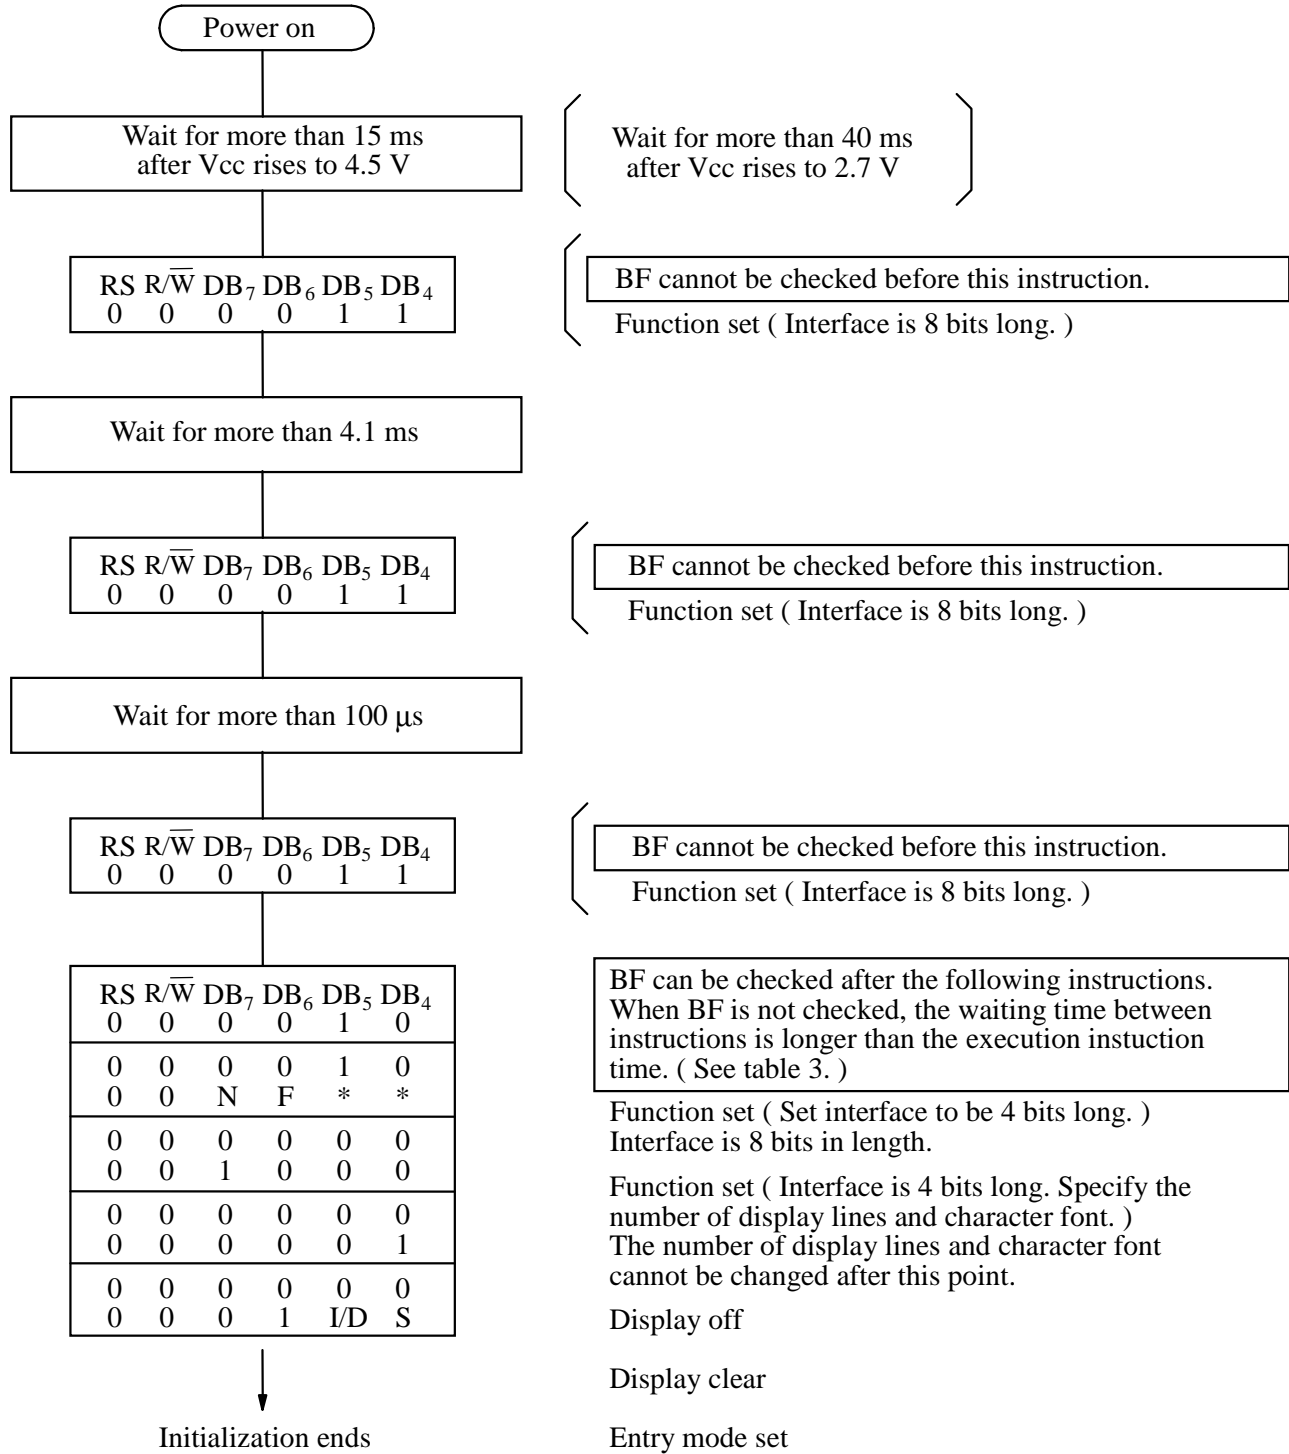 Power on
Wait for more than 15 ms
after Vcc rises to 4.5 V
Wait for more than 40 ms
after Vcc rises to 2.7 V
RS R/W̅ DB₇ DB₆ DB₅ DB₄
0 0 0 0 1 1
BF cannot be checked before this instruction.
Function set ( Interface is 8 bits long. )
Wait for more than 4.1 ms
RS R/W̅ DB₇ DB₆ DB₅ DB₄
0 0 0 0 1 1
BF cannot be checked before this instruction.
Function set ( Interface is 8 bits long. )
Wait for more than 100 µs
RS R/W̅ DB₇ DB₆ DB₅ DB₄
0 0 0 0 1 1
BF cannot be checked before this instruction.
Function set ( Interface is 8 bits long. )
RS R/W̅ DB₇ DB₆ DB₅ DB₄
0 0 0 0 1 0
0 0 0 0 1 0
0 0 N F * *
0 0 0 0 0 0
0 0 1 0 0 0
0 0 0 0 0 0
0 0 0 0 0 1
0 0 0 0 0 0
0 0 0 1 I/D S
Initialization ends
BF can be checked after the following instructions.
When BF is not checked, the waiting time between
instructions is longer than the execution instuction
time. ( See table 3. )
Function set ( Set interface to be 4 bits long. )
Interface is 8 bits in length.
Function set ( Interface is 4 bits long. Specify the
number of display lines and character font. )
The number of display lines and character font
cannot be changed after this point.
Display off
Display clear
Entry mode set